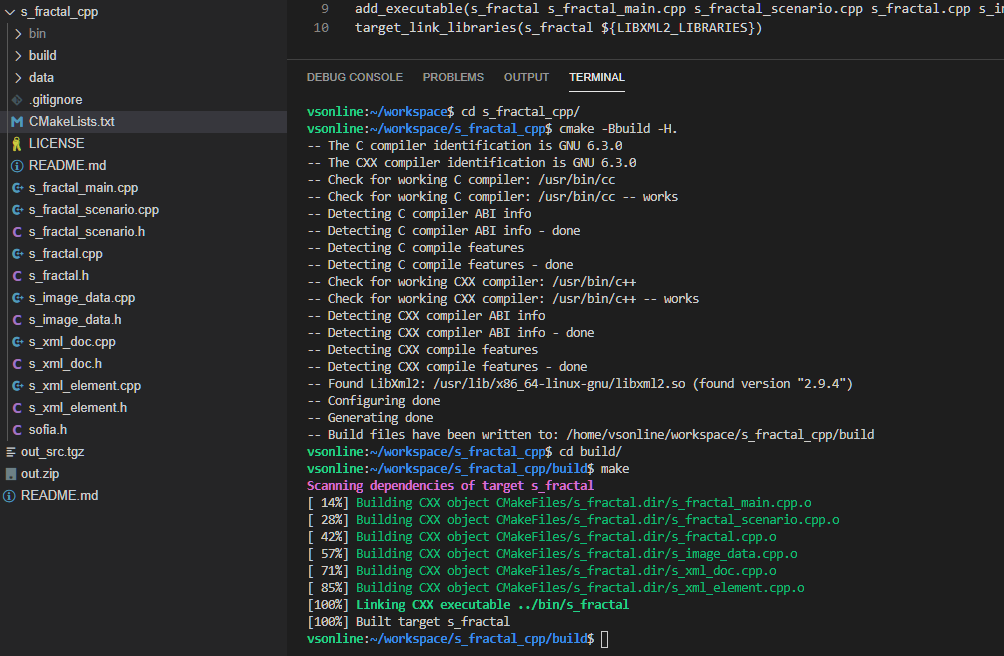 s_fractal_cpp
bin
build
data
.gitignore
CMakeLists.txt
LICENSE
README.md
s_fractal_main.cpp
s_fractal_scenario.cpp
s_fractal_scenario.h
s_fractal.cpp
s_fractal.h
s_image_data.cpp
s_image_data.h
s_xml_doc.cpp
s_xml_doc.h
s_xml_element.cpp
s_xml_element.h
sofia.h
out_src.tgz
out.zip
README.md
9 add_executable(s_fractal s_fractal_main.cpp s_fractal_scenario.cpp s_fractal.cpp
10 target_link_libraries(s_fractal ${LIBXML2_LIBRARIES})
DEBUG CONSOLE PROBLEMS OUTPUT TERMINAL
vsonline:~/workspace$ cd s_fractal_cpp/
vsonline:~/workspace/s_fractal_cpp$ cmake -Bbuild -H.
-- The C compiler identification is GNU 6.3.0
-- The CXX compiler identification is GNU 6.3.0
-- Check for working C compiler: /usr/bin/cc
-- Check for working C compiler: /usr/bin/cc -- works
-- Detecting C compiler ABI info
-- Detecting C compiler ABI info - done
-- Detecting C compile features
-- Detecting C compile features - done
-- Check for working CXX compiler: /usr/bin/c++
-- Check for working CXX compiler: /usr/bin/c++ -- works
-- Detecting CXX compiler ABI info
-- Detecting CXX compiler ABI info - done
-- Detecting CXX compile features
-- Detecting CXX compile features - done
-- Found LibXml2: /usr/lib/x86_64-linux-gnu/libxml2.so (found version "2.9.4")
-- Configuring done
-- Generating done
-- Build files have been written to: /home/vsonline/workspace/s_fractal_cpp/build
vsonline:~/workspace/s_fractal_cpp$ cd build/
vsonline:~/workspace/s_fractal_cpp/build$ make
Scanning dependencies of target s_fractal
[ 14%] Building CXX object CMakeFiles/s_fractal.dir/s_fractal_main.cpp.o
[ 28%] Building CXX object CMakeFiles/s_fractal.dir/s_fractal_scenario.cpp.o
[ 42%] Building CXX object CMakeFiles/s_fractal.dir/s_fractal.cpp.o
[ 57%] Building CXX object CMakeFiles/s_fractal.dir/s_image_data.cpp.o
[ 71%] Building CXX object CMakeFiles/s_fractal.dir/s_xml_doc.cpp.o
[ 85%] Building CXX object CMakeFiles/s_fractal.dir/s_xml_element.cpp.o
[100%] Linking CXX executable ../bin/s_fractal
[100%] Built target s_fractal
vsonline:~/workspace/s_fractal_cpp/build$